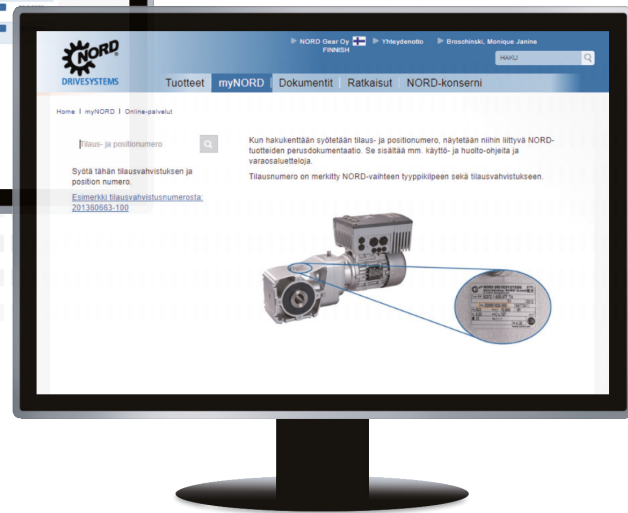 NORD
DRIVESYSTEMS
NORD Gear Oy
FINNISH
Yhteydenotto
Broschinski, Monique Janine
HAKU
Tuotteet myNORD Dokumentit Ratkaisut NORD-konserni
Home | myNORD | Online-palvelut
Tilaus- ja positionumero
Syötä tähän tilausvahvistuksen ja
position numero.
Esimerkki tilausvahvistusnumerosta:
201360663-100
Kun hakukenttään syötetään tilaus- ja positionumero, näytetään niihin liittyvä NORD-
tuotteiden perusdokumentaatio. Se sisältää mm. käyttö- ja huolto-ohjeita ja
varaosaluetteloja.
Tilausnumero on merkitty NORD-vaihteen tyyppikilpeen sekä tilausvahvistukseen.